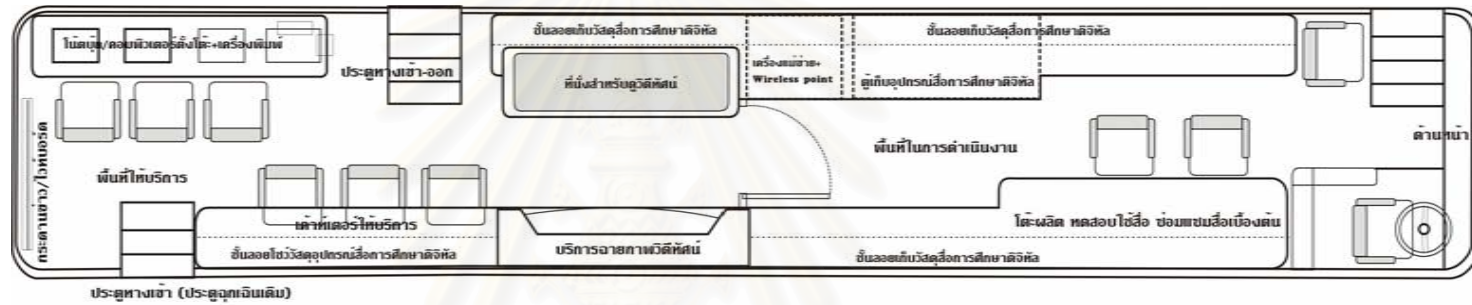 โน้ตบุ๊ค/คอมพิวเตอร์ตั้งโต๊ะ+เครื่องพิมพ์
ประตูทางเข้า-ออก
ชั้นลอยเก็บวัสดุสื่อการศึกษาดิจิทัล
ชั้นลอยเก็บวัสดุสื่อการศึกษาดิจิทัล
ที่นั่งสำหรับดูวิดีทัศน์
เครื่องแม่ข่าย+
Wireless point
ตู้เก็บอุปกรณ์สื่อการศึกษาดิจิทัล
ด้านหน้า
พื้นที่ในการดำเนินงาน
กระดานข่าว/ไวท์บอร์ด
พื้นที่ให้บริการ
เค้าท์เตอร์ให้บริการ
ชั้นลอยโชว์วัสดุอุปกรณ์สื่อการศึกษาดิจิทัล
บริการฉายภาพวิดีทัศน์
โต๊ะผลิต ทดสอบใช้สื่อ ซ่อมแซมสื่อเบื้องต้น
ชั้นลอยเก็บวัสดุสื่อการศึกษาดิจิทัล
ประตูทางเข้า (ประตูฉุกเฉินเดิม)